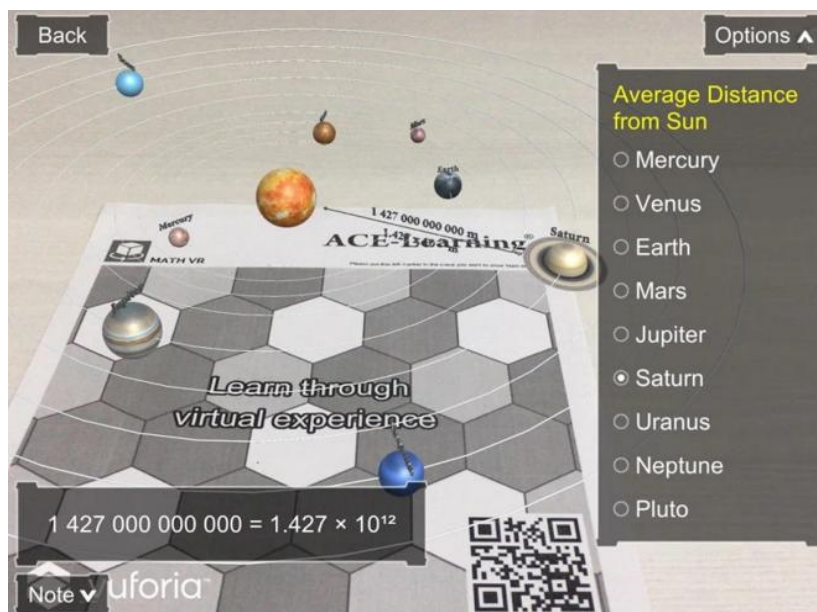 Back
Options
Average Distance
from Sun
Mercury
Venus
Earth
Mars
Jupiter
Saturn
Uranus
Neptune
Pluto
Mars
Earth
1 427 000 000 000 m
Mercury
Saturn
ACE-Learning
MATH VR
Learn through
virtual experience
1 427 000 000 000 = 1.427 × 10¹²
Note
vuforia™